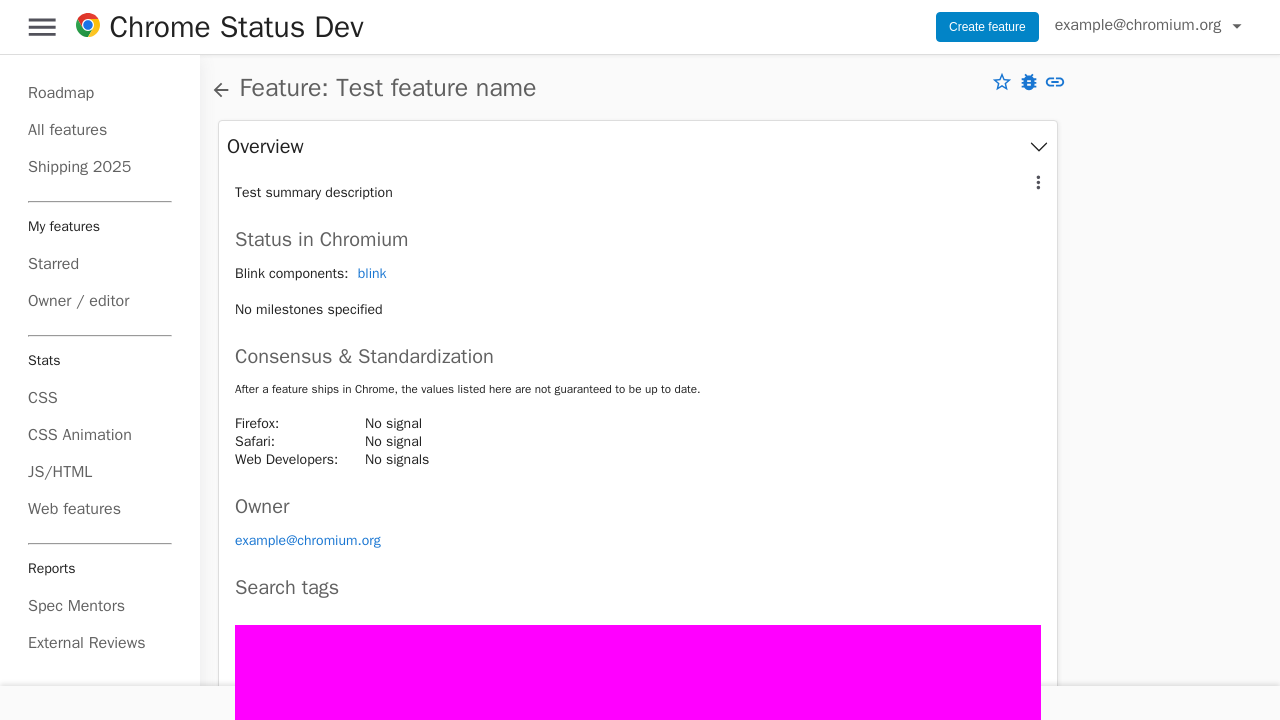 Chrome Status Dev
Create feature
example@chromium.org
Roadmap
All features
Shipping 2025
My features
Starred
Owner / editor
Stats
CSS
CSS Animation
JS/HTML
Web features
Reports
Spec Mentors
External Reviews
Feature: Test feature name
Overview
Test summary description
Status in Chromium
Blink components: blink
No milestones specified
Consensus & Standardization
After a feature ships in Chrome, the values listed here are not guaranteed to be up to date.
Firefox: No signal
Safari: No signal
Web Developers: No signals
Owner
example@chromium.org
Search tags